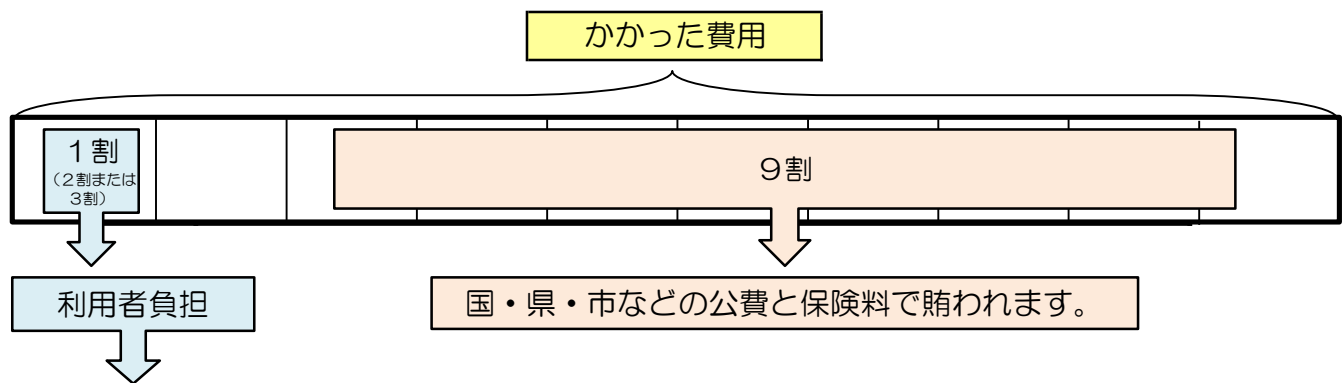 かかった費用
1割
（2割または
3割）
9割
利用者負担
国・県・市などの公費と保険料で賄われます。